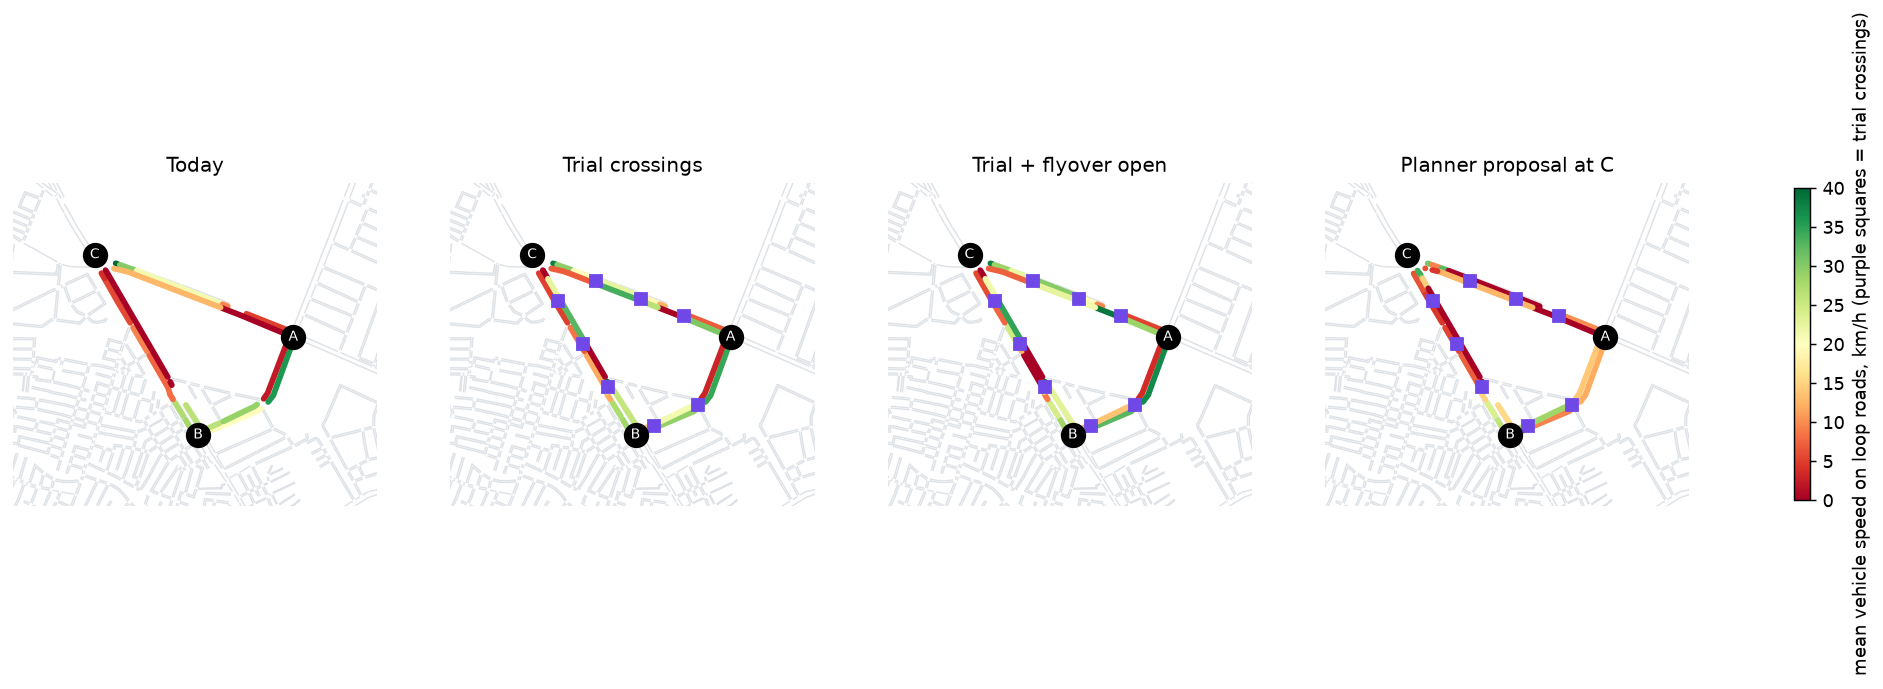 Today
C
A
B
Trial crossings
C
A
B
Trial + flyover open
C
A
B
Planner proposal at C
C
A
B
40
35
30
25
20
15
10
5
0
mean vehicle speed on loop roads, km/h (purple squares = trial crossings)